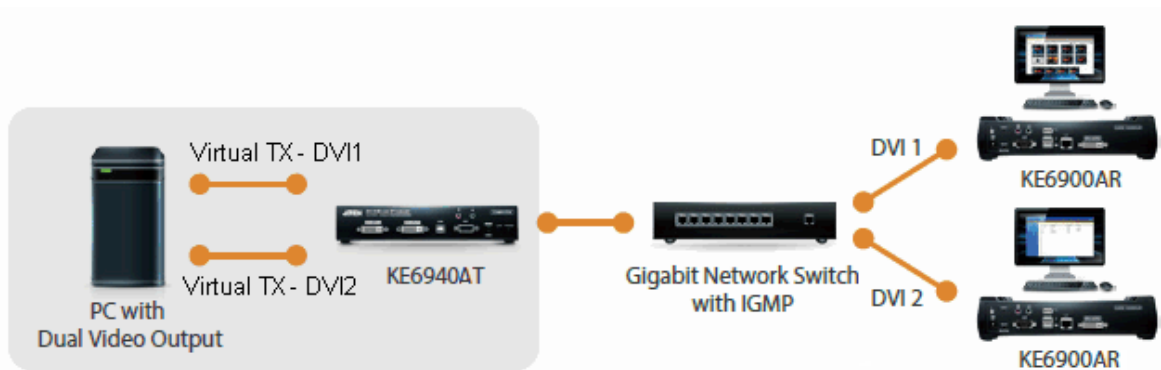 Virtual TX - DVI1
Virtual TX - DVI2
PC with
Dual Video Output
KE6940AT
Gigabit Network Switch
with IGMP
DVI 1
DVI 2
KE6900AR
KE6900AR